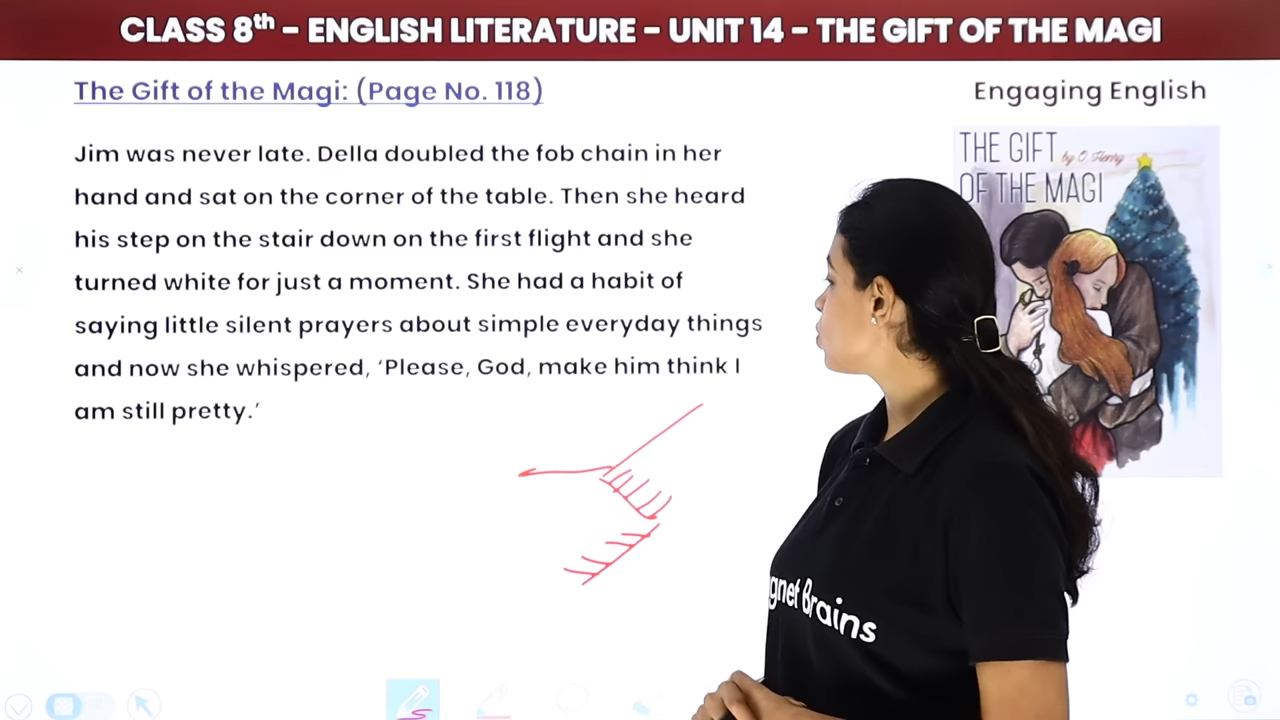 CLASS 8th – ENGLISH LITERATURE – UNIT 14 – THE GIFT OF THE MAGI
The Gift of the Magi: (Page No. 118)
Engaging English
Jim was never late. Della doubled the fob chain in her
hand and sat on the corner of the table. Then she heard
his step on the stair down on the first flight and she
turned white for just a moment. She had a habit of
saying little silent prayers about simple everyday things
and now she whispered, ‘Please, God, make him think I
am still pretty.’
THE GIFT by O. Henry
OF THE MAGI
gnet Brains